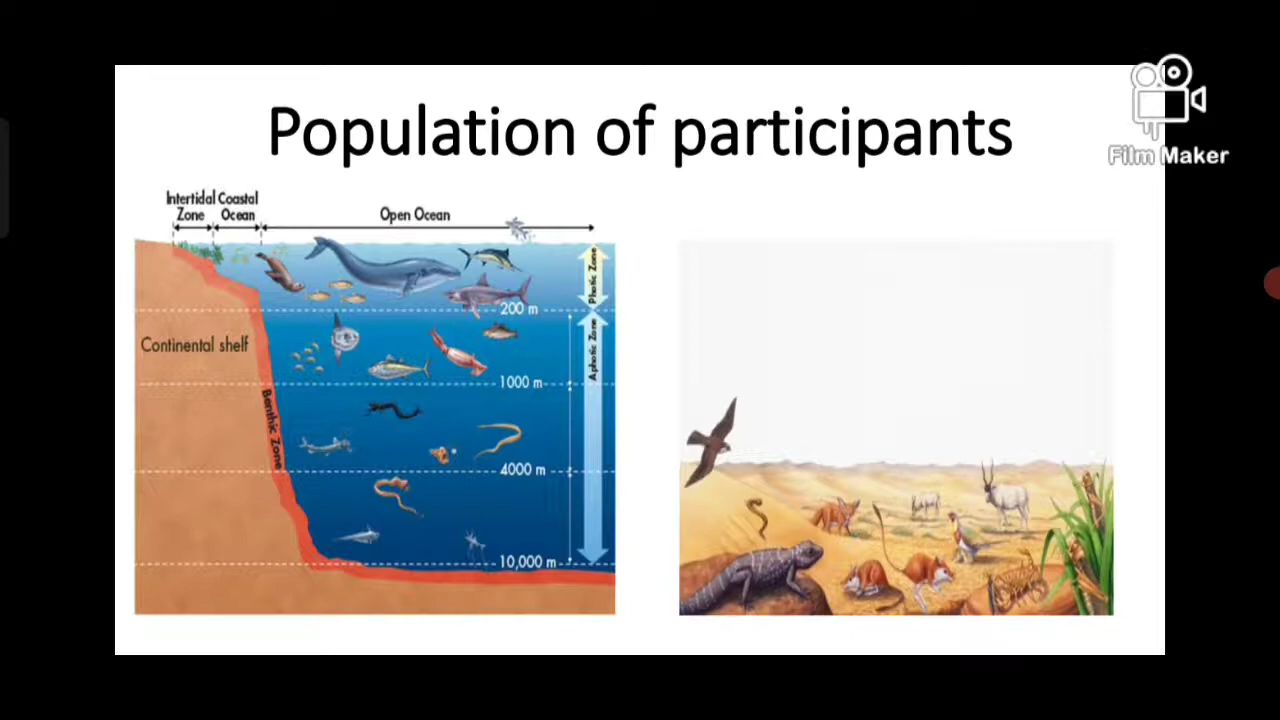 Population of participants
Film Maker
Intertidal Coastal
Zone Ocean
Open Ocean
Photic Zone
200 m
Continental shelf
Aphotic Zone
1000 m
Benthic Zone
4000 m
10,000 m